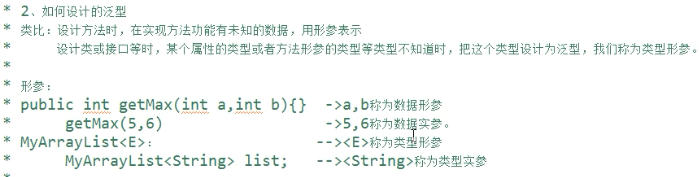 * 2、如何设计的泛型
* 类比：设计方法时，在实现方法功能有未知的数据，用形参表示
*       设计类或接口等时，某个属性的类型或者方法形参的类型等类型不知道时，把这个类型设计为泛型，我们称为类型形参。
*
* 形参：
* public int getMax(int a,int b){}  ->a,b称为数据形参
*     getMax(5,6)                   ->5,6称为数据实参。
* MyArrayList<E>：                  --><E>称为类型形参
*     MyArrayList<String> list;    --><String>称为类型实参
*